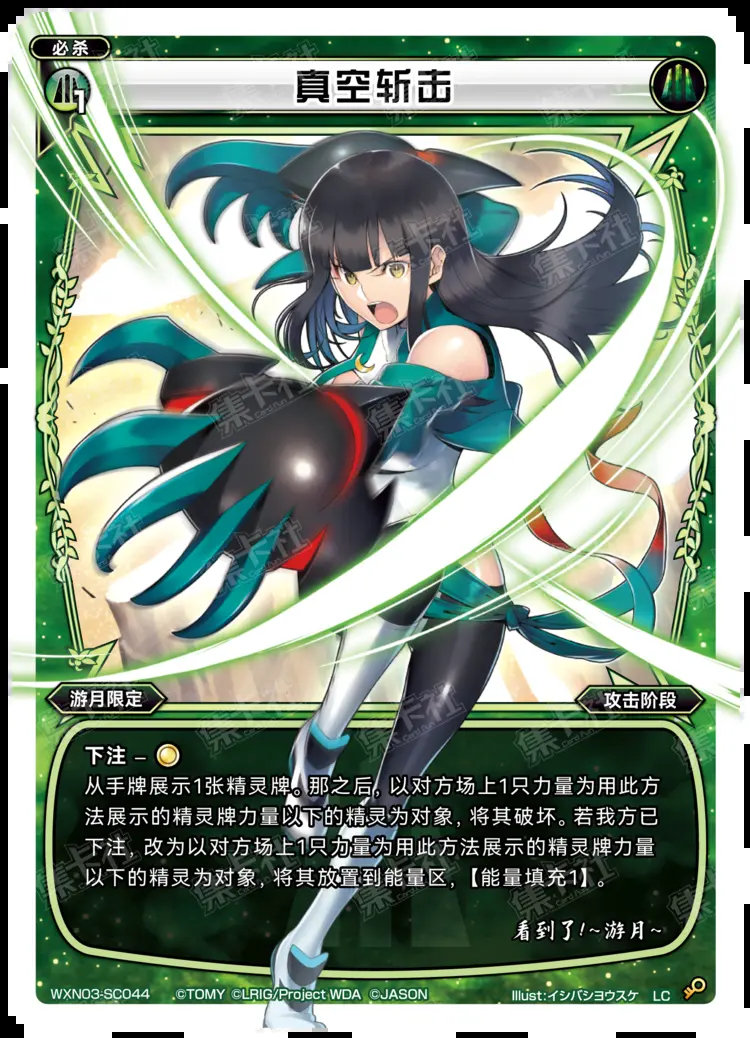 必杀
真空斩击
1
游月限定
攻击阶段
下注 –
从手牌展示1张精灵牌。那之后，以对方场上1只力量为用此方
法展示的精灵牌力量以下的精灵为对象，将其破坏。若我方已
下注，改为以对方场上1只力量为用此方法展示的精灵牌力量
以下的精灵为对象，将其放置到能量区，【能量填充1】。
看到了!~游月~
WXN03-SC044 ©TOMY ©LRIG/Project WDA ©JASON
Illust:イシバシヨウスケ LC
集卡社